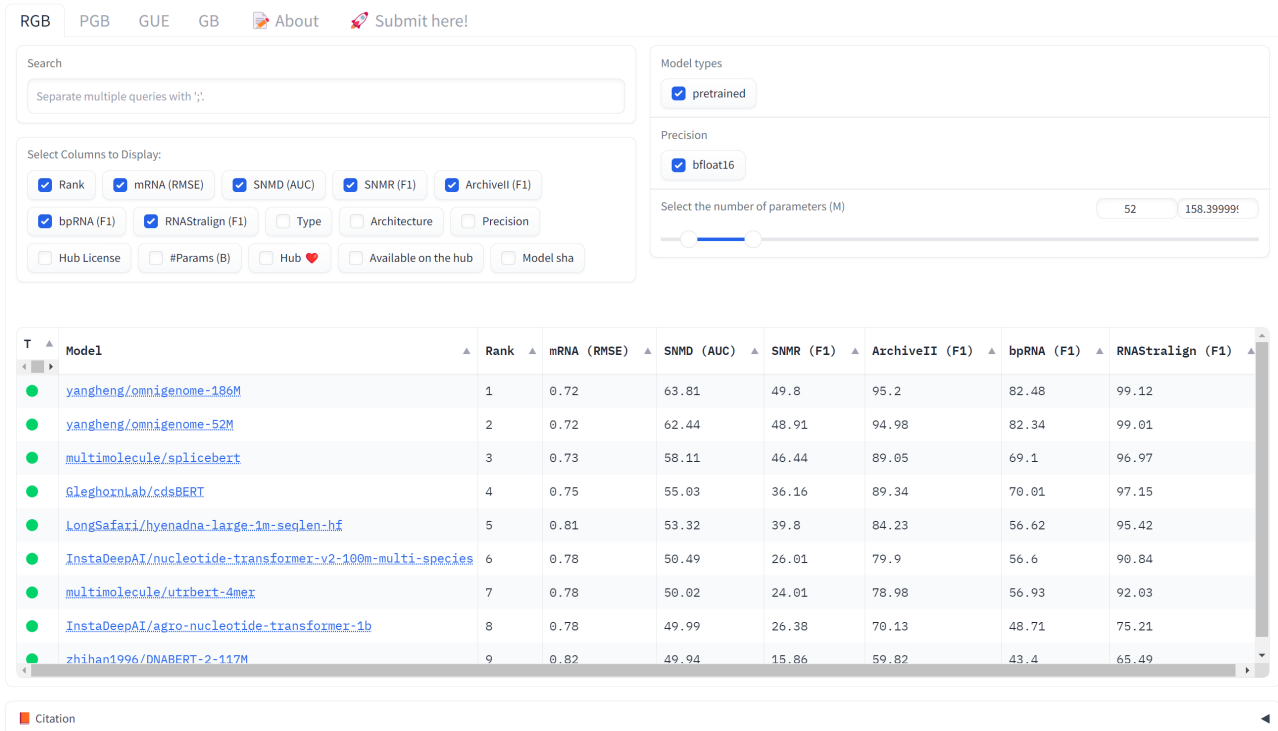 RGB PGB GUE GB 📝 About 🚀 Submit here!
Search
Separate multiple queries with ';'.
Select Columns to Display:
Rank mRNA (RMSE) SNMD (AUC) SNMR (F1) ArchiveII (F1)
bpRNA (F1) RNAStralign (F1) Type Architecture Precision
Hub License #Params (B) Hub ❤️ Available on the hub Model sha
Model types
pretrained
Precision
bfloat16
Select the number of parameters (M) 52 158.399999
T Model Rank mRNA (RMSE) SNMD (AUC) SNMR (F1) ArchiveII (F1) bpRNA (F1) RNAStralign (F1)
yangheng/omnigenome-186M 1 0.72 63.81 49.8 95.2 82.48 99.12
yangheng/omnigenome-52M 2 0.72 62.44 48.91 94.98 82.34 99.01
multimolecule/splicebert 3 0.73 58.11 46.44 89.05 69.1 96.97
GleghornLab/cdsBERT 4 0.75 55.03 36.16 89.34 70.01 97.15
LongSafari/hyenadna-large-1m-seqlen-hf 5 0.81 53.32 39.8 84.23 56.62 95.42
InstaDeepAI/nucleotide-transformer-v2-100m-multi-species 6 0.78 50.49 26.01 79.9 56.6 90.84
multimolecule/utrbert-4mer 7 0.78 50.02 24.01 78.98 56.93 92.03
InstaDeepAI/agro-nucleotide-transformer-1b 8 0.78 49.99 26.38 70.13 48.71 75.21
zhihan1996/DNABERT-2-117M 9 0.82 49.94 15.86 59.82 43.4 65.49
📕 Citation